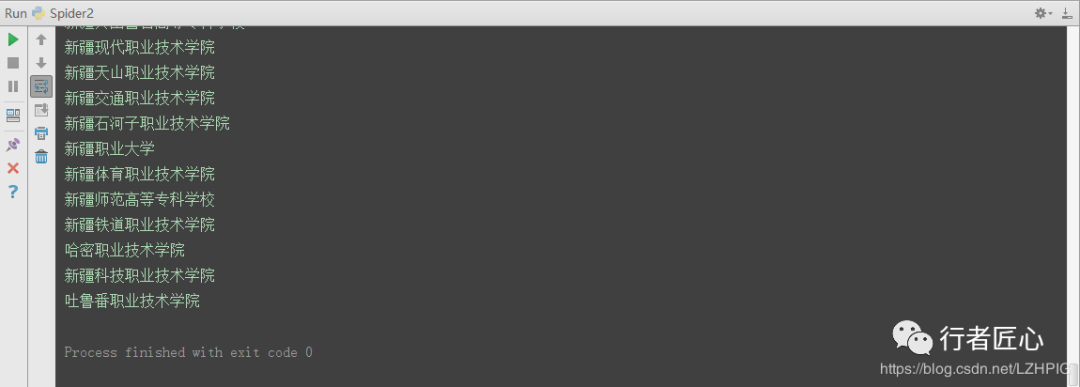 Run Spider2
新疆现代职业技术学院
新疆天山职业技术学院
新疆交通职业技术学院
新疆石河子职业技术学院
新疆职业大学
新疆体育职业技术学院
新疆师范高等专科学校
新疆铁道职业技术学院
哈密职业技术学院
新疆科技职业技术学院
吐鲁番职业技术学院
Process finished with exit code 0
行者匠心
https://blog.csdn.net/LZHPIG